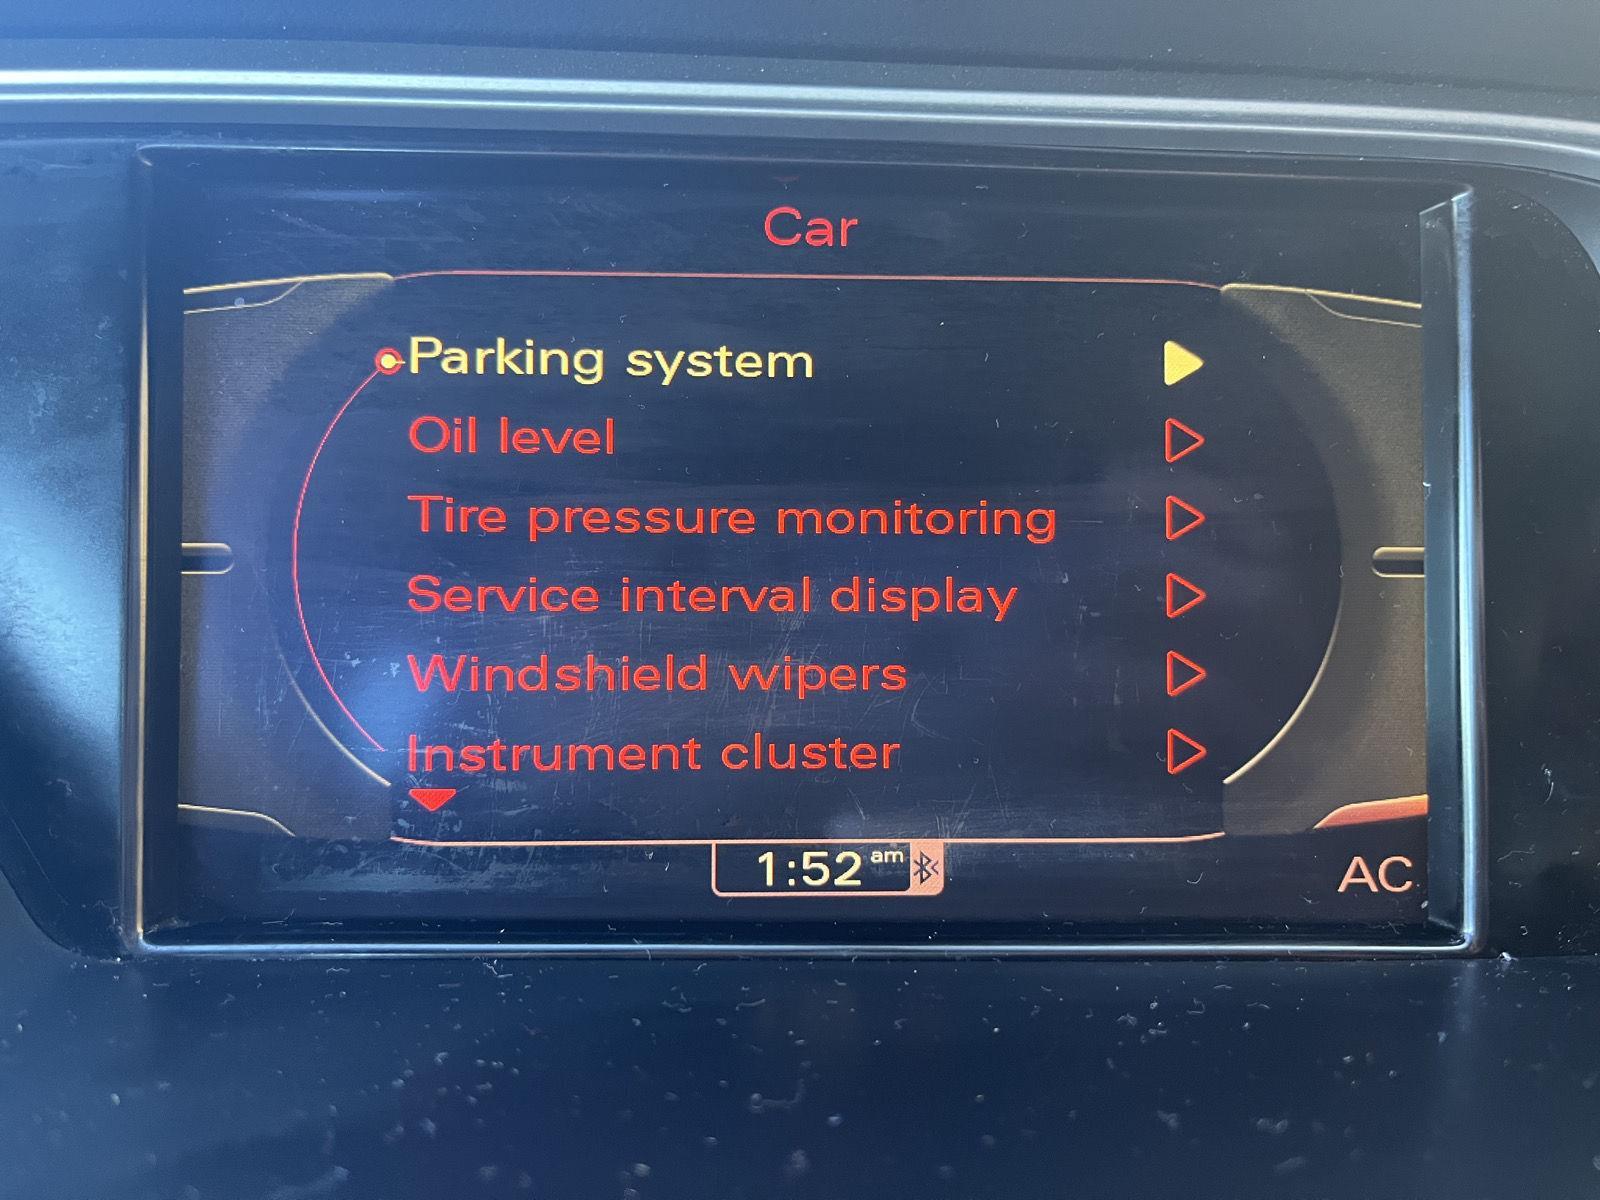 Car
Parking system
Oil level
Tire pressure monitoring
Service interval display
Windshield wipers
Instrument cluster
1:52 am
AC